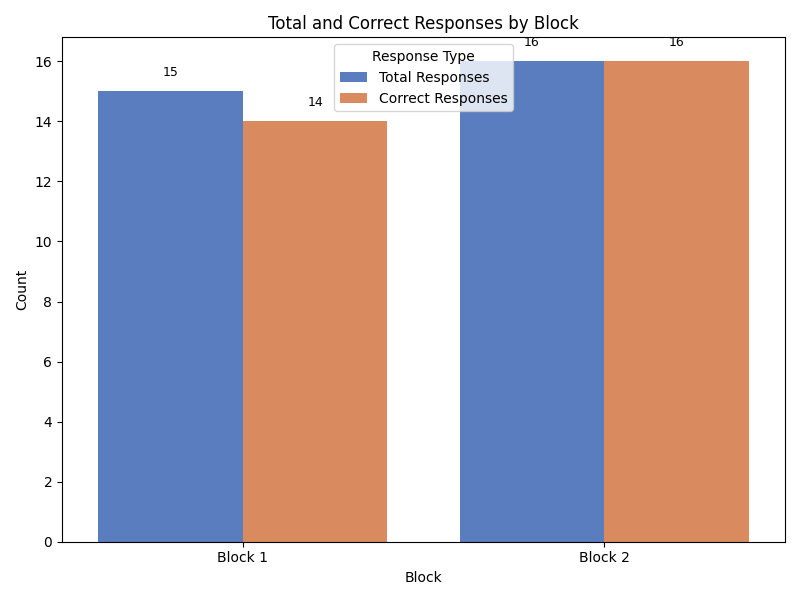 Total and Correct Responses by Block
Response Type
Total Responses
Correct Responses
15
14
16
16
16
14
12
10
8
6
4
2
0
Count
Block 1
Block 2
Block